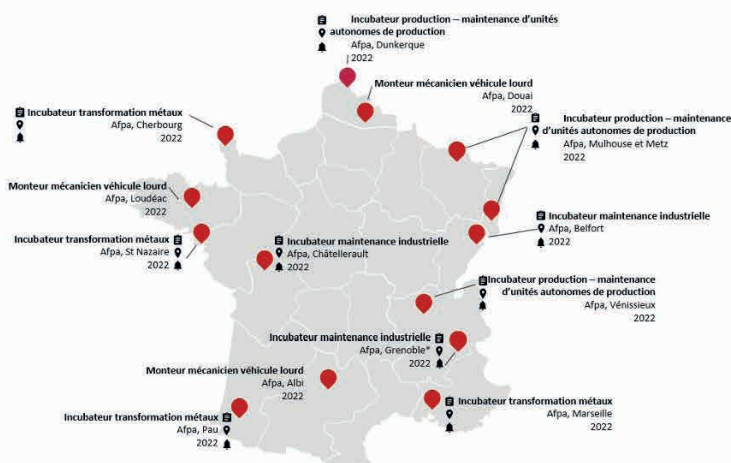 Incubateur production – maintenance d'unités
autonomes de production
Afpa, Dunkerque
2022
Monteur mécanicien véhicule lourd
Afpa, Douai
2022
Incubateur transformation métaux
Afpa, Cherbourg
2022
Incubateur production – maintenance
d'unités autonomes de production
Afpa, Mulhouse et Metz
2022
Monteur mécanicien véhicule lourd
Afpa, Loudéac
2022
Incubateur transformation métaux
Afpa, St Nazaire
2022
Incubateur maintenance industrielle
Afpa, Châtellerault
2022
Incubateur maintenance industrielle
Afpa, Belfort
2022
Incubateur production – maintenance
d'unités autonomes de production
Afpa, Vénissieux
2022
Incubateur maintenance industrielle
Afpa, Grenoble*
2022
Monteur mécanicien véhicule lourd
Afpa, Albi
2022
Incubateur transformation métaux
Afpa, Marseille
2022
Incubateur transformation métaux
Afpa, Pau
2022